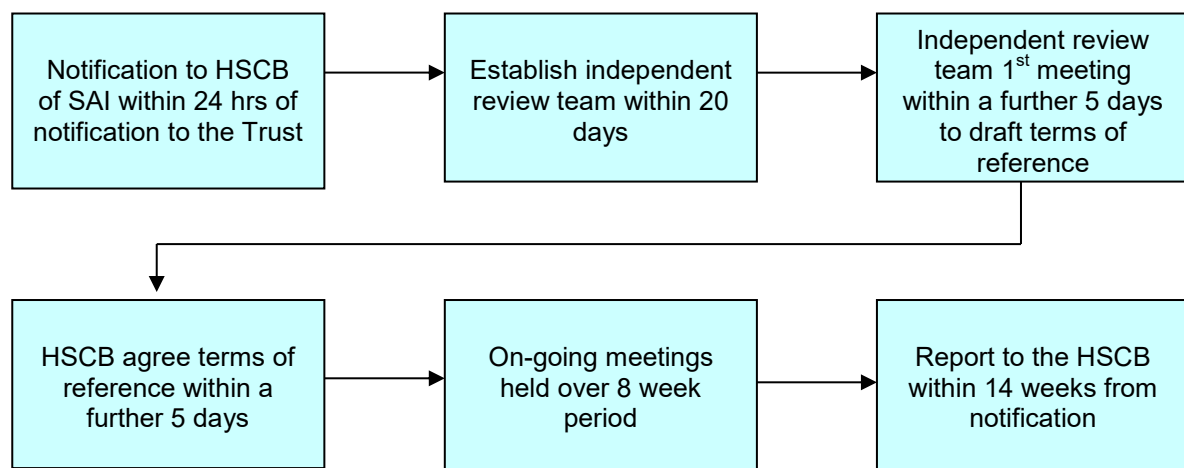 Notification to HSCB
of SAI within 24 hrs of
notification to the Trust
Establish independent
review team within 20
days
Independent review
team 1st meeting
within a further 5 days
to draft terms of
reference
HSCB agree terms of
reference within a
further 5 days
On-going meetings
held over 8 week
period
Report to the HSCB
within 14 weeks from
notification